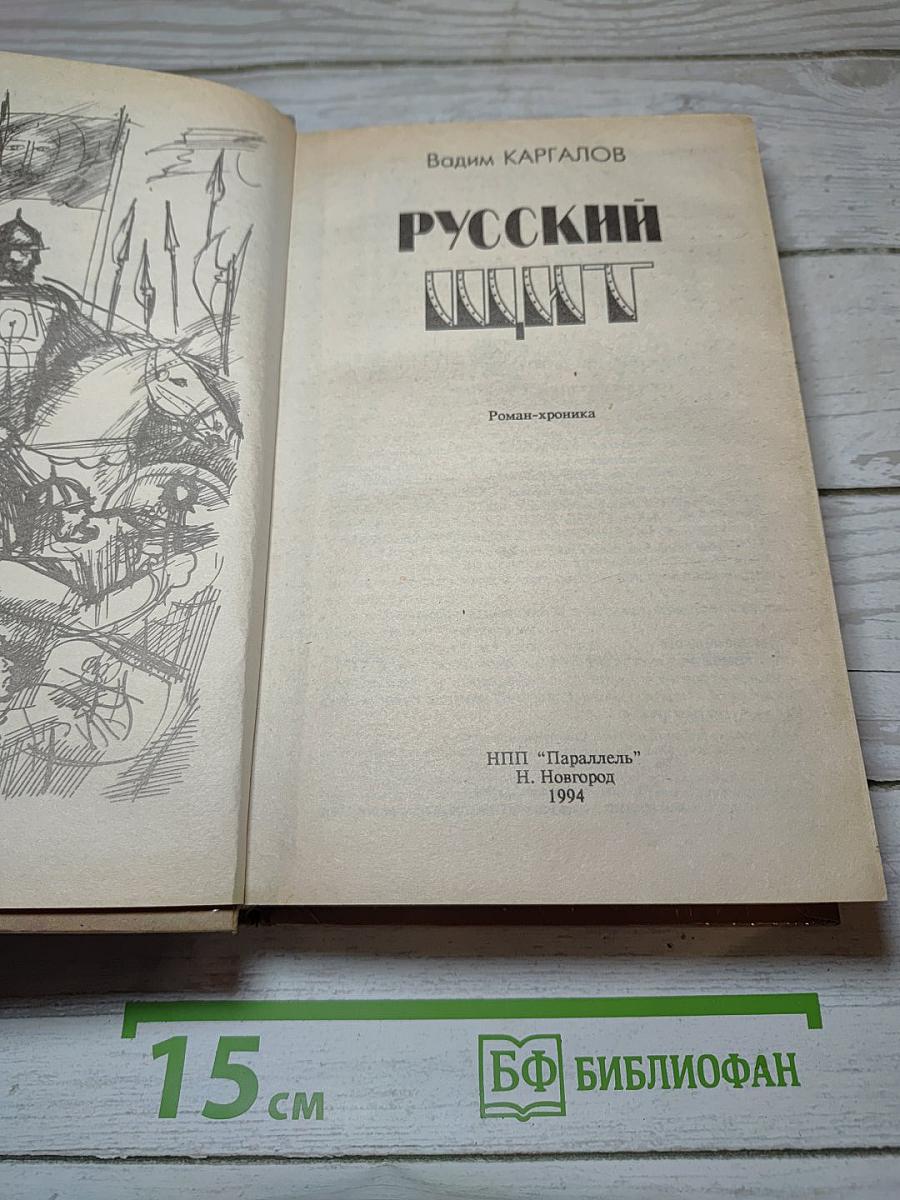 Вадим КАРГАЛОВ
РУССКИЙ
ЩИТ
Роман-хроника
НПП "Параллель"
Н. Новгород
1994
15 см
БФ БИБЛИОФАН